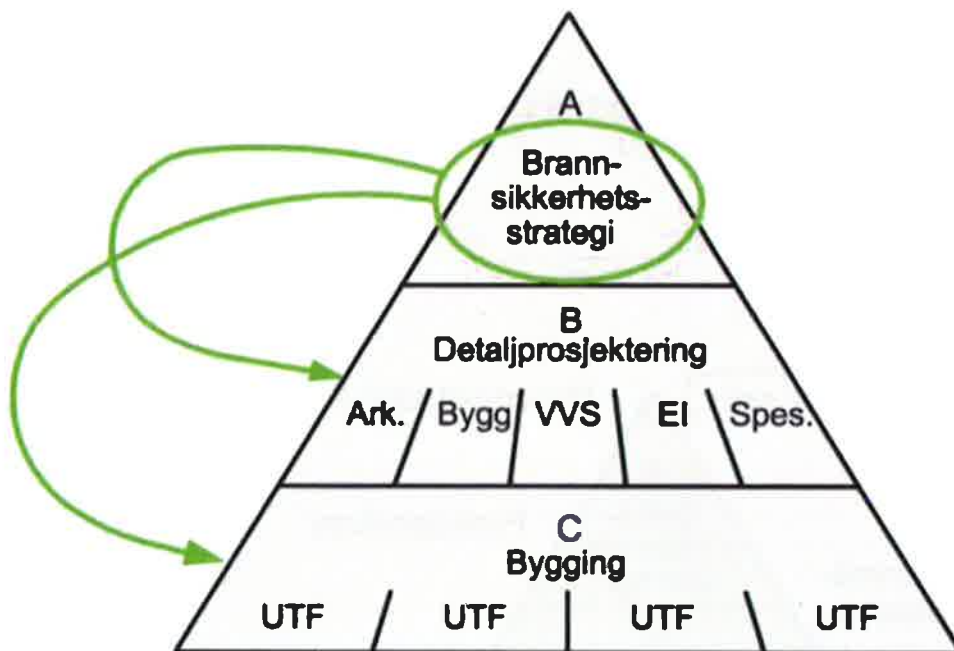 A
Brann-
sikkerhets-
strategi
B
Detaljprosjektering
Ark. Bygg VVS El Spes.
C
Bygging
UTF UTF UTF UTF